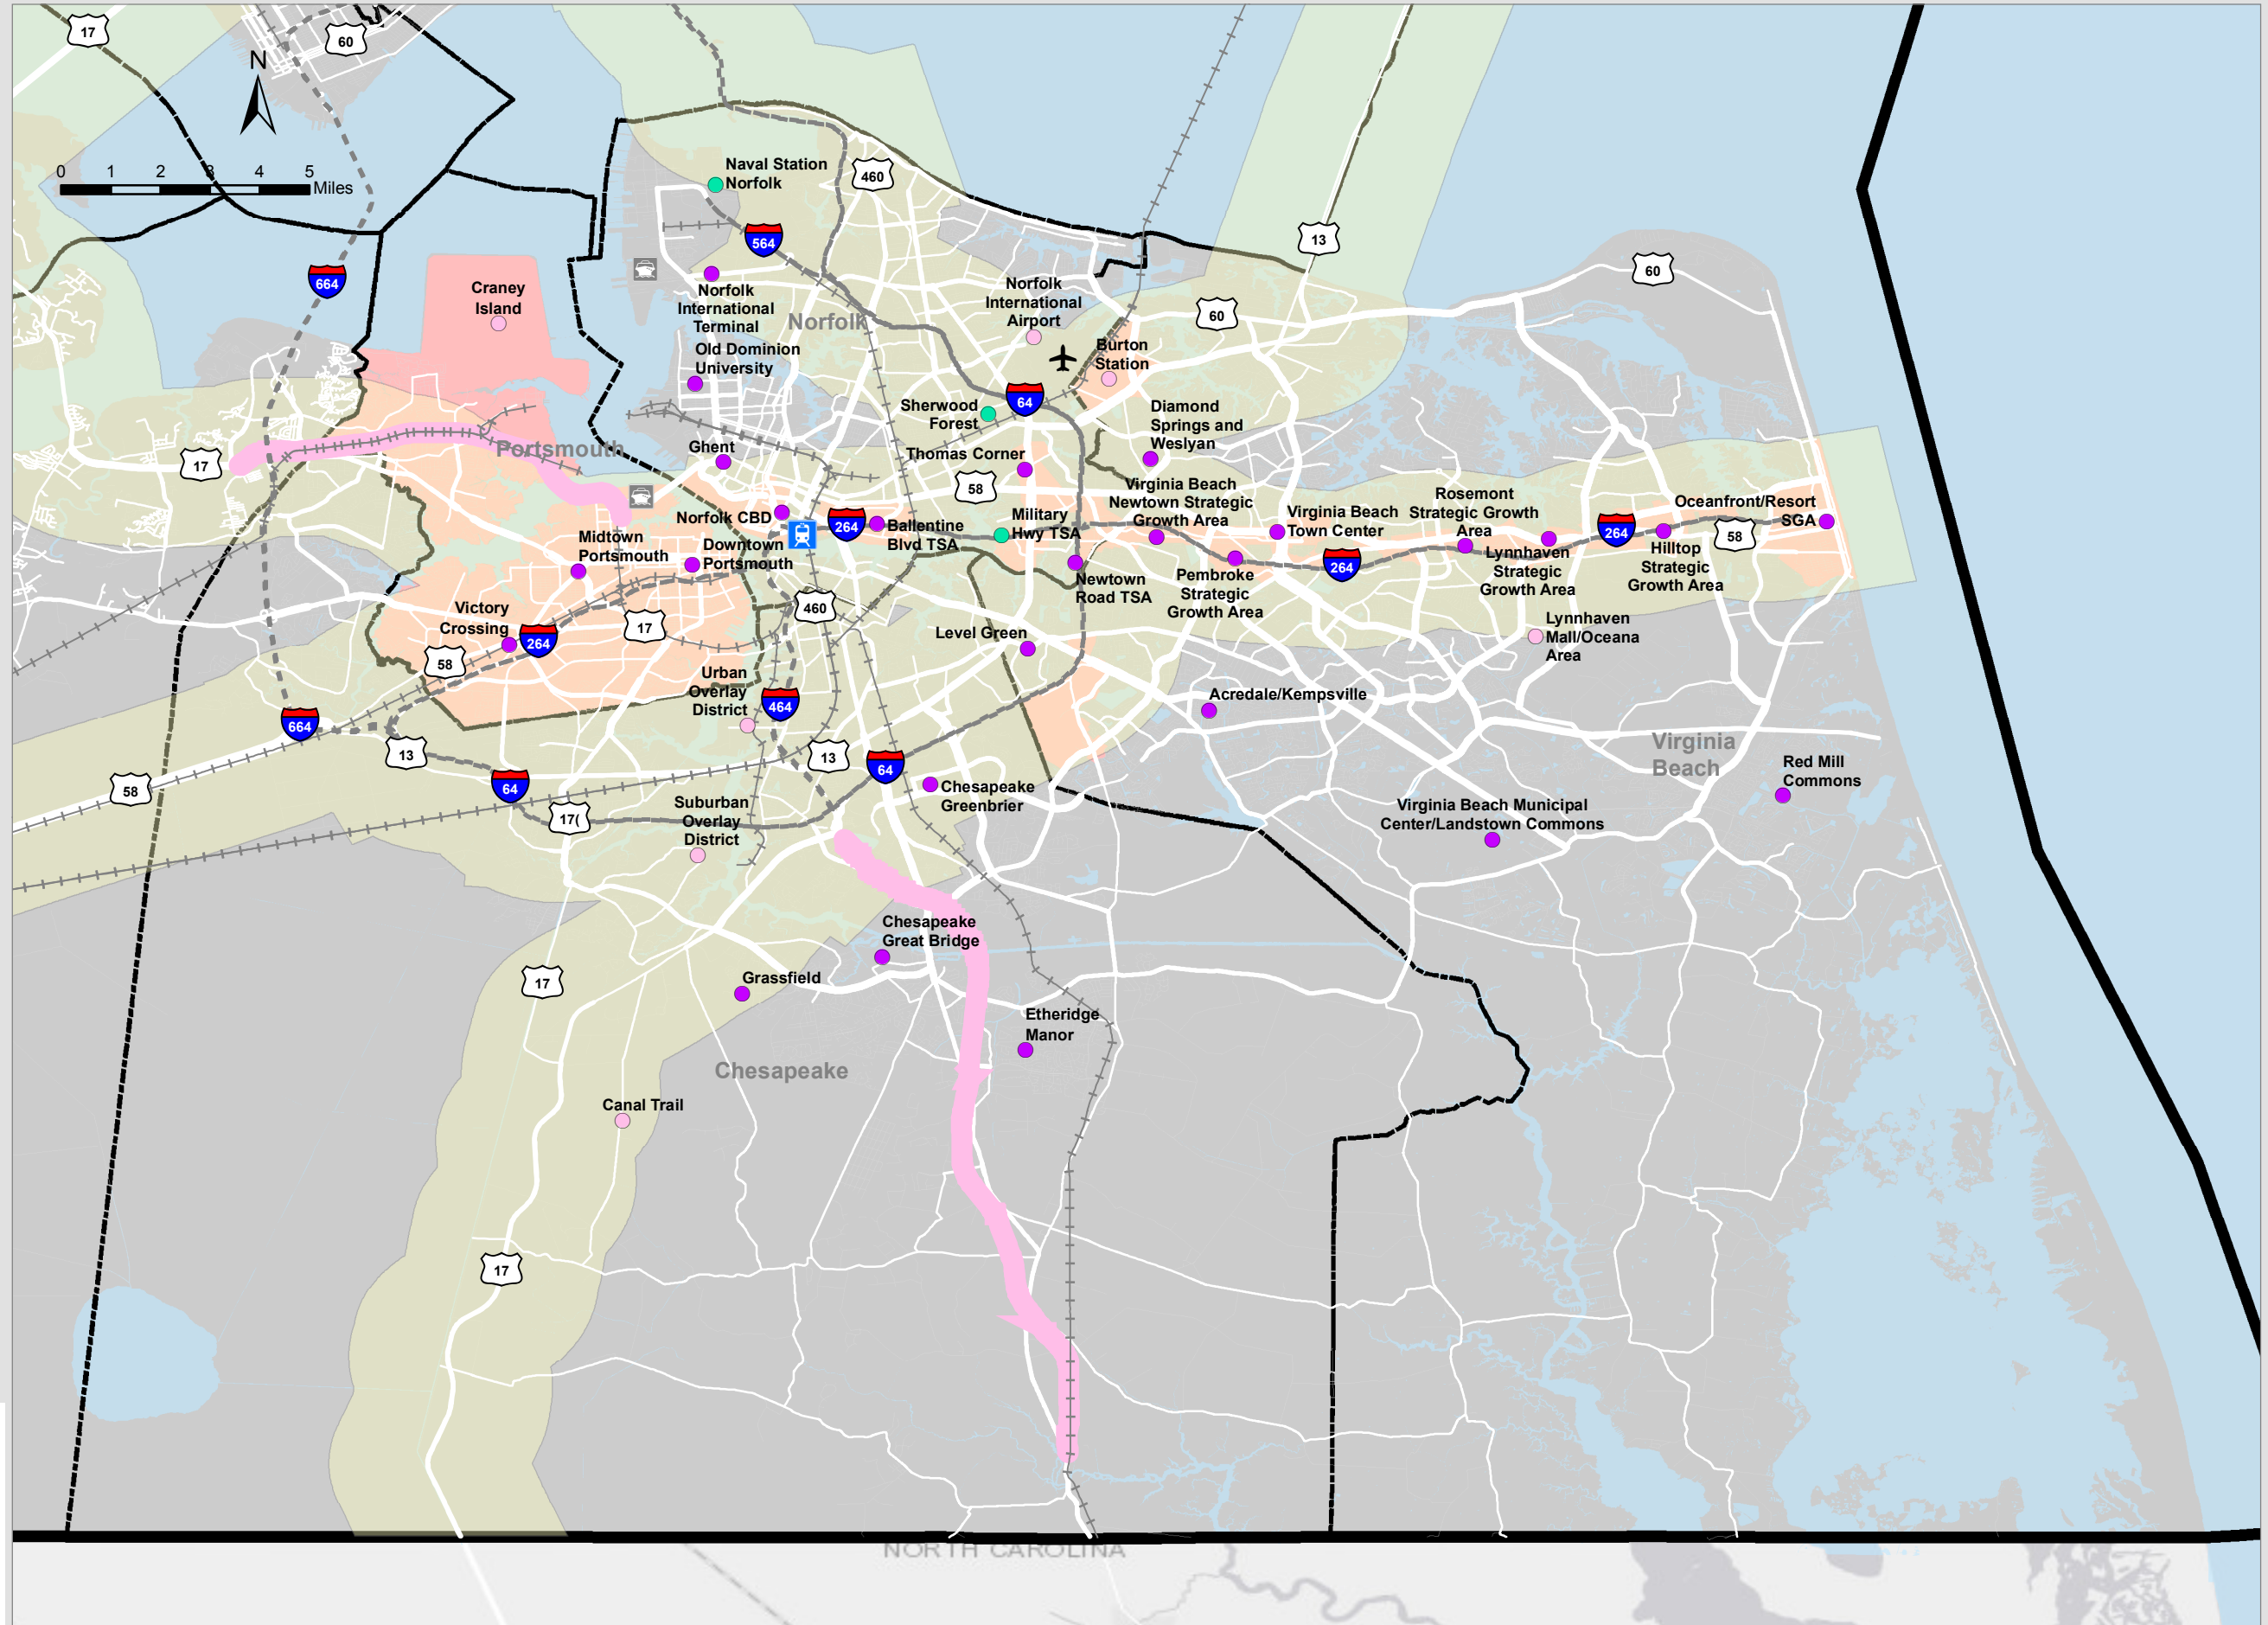 17
60
N
0 1 2 3 4 5
Miles
Naval Station
Norfolk
460
564
13
60
664
Craney
Island
Norfolk
International
Terminal
Norfolk
Norfolk
International
Airport
60
Old Dominion
University
Burton
Station
64
Sherwood
Forest
Diamond
Springs and
Weslyan
Portsmouth
17
Ghent
Thomas Corner
58
Virginia Beach
Newtown Strategic
Growth Area
Rosemont
Strategic Growth
Area
Oceanfront/Resort
SGA
Norfolk CBD
264
Ballentine
Blvd TSA
Military
Hwy TSA
Virginia Beach
Town Center
264
58
Midtown
Portsmouth
Downtown
Portsmouth
Newtown
Road TSA
Pembroke
Strategic
Growth Area
264
Lynnhaven
Strategic
Growth Area
Hilltop
Strategic
Growth Area
Victory
Crossing
264
17
460
58
Level Green
Lynnhaven
Mall/Oceana
Area
Urban
Overlay
District
464
Acredale/Kempsville
664
13
13
64
Virginia
Beach
58
64
17(
Chesapeake
Greenbrier
Red Mill
Commons
Suburban
Overlay
District
Virginia Beach Municipal
Center/Landstown Commons
Chesapeake
Great Bridge
17
Grassfield
Etheridge
Manor
Chesapeake
Canal Trail
17
NORTH CAROLINA